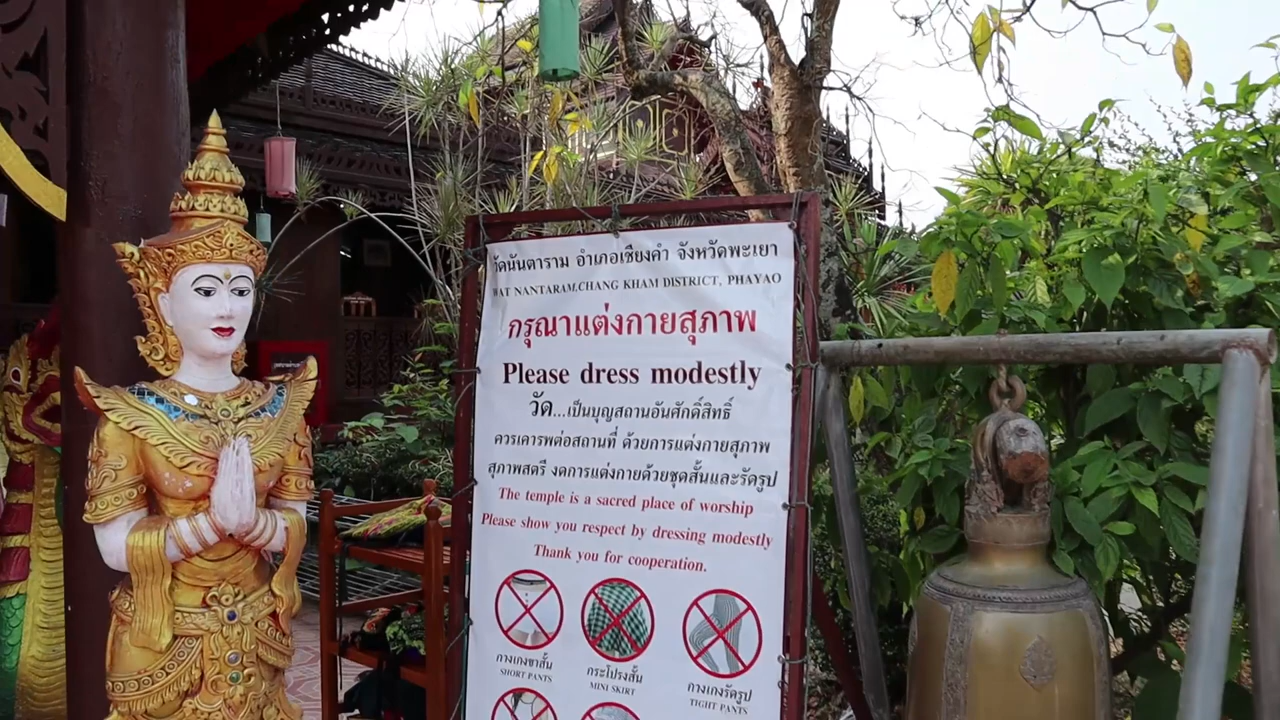 วัดนันตาราม อำเภอเชียงคำ จังหวัดพะเยา
WAT NANTARAM,CHANG KHAM DISTRICT, PHAYAO
กรุณาแต่งกายสุภาพ
Please dress modestly
วัด...เป็นบุญสถานอันศักดิ์สิทธิ์
ควรเคารพต่อสถานที่ ด้วยการแต่งกายสุภาพ
สุภาพสตรี งดการแต่งกายด้วยชุดสั้นและรัดรูป
The temple is a sacred place of worship
Please show you respect by dressing modestly
Thank you for cooperation.
กางเกงขาสั้น
SHORT PANTS
กระโปรงสั้น
MINI SKIRT
กางเกงรัดรูป
TIGHT PANTS